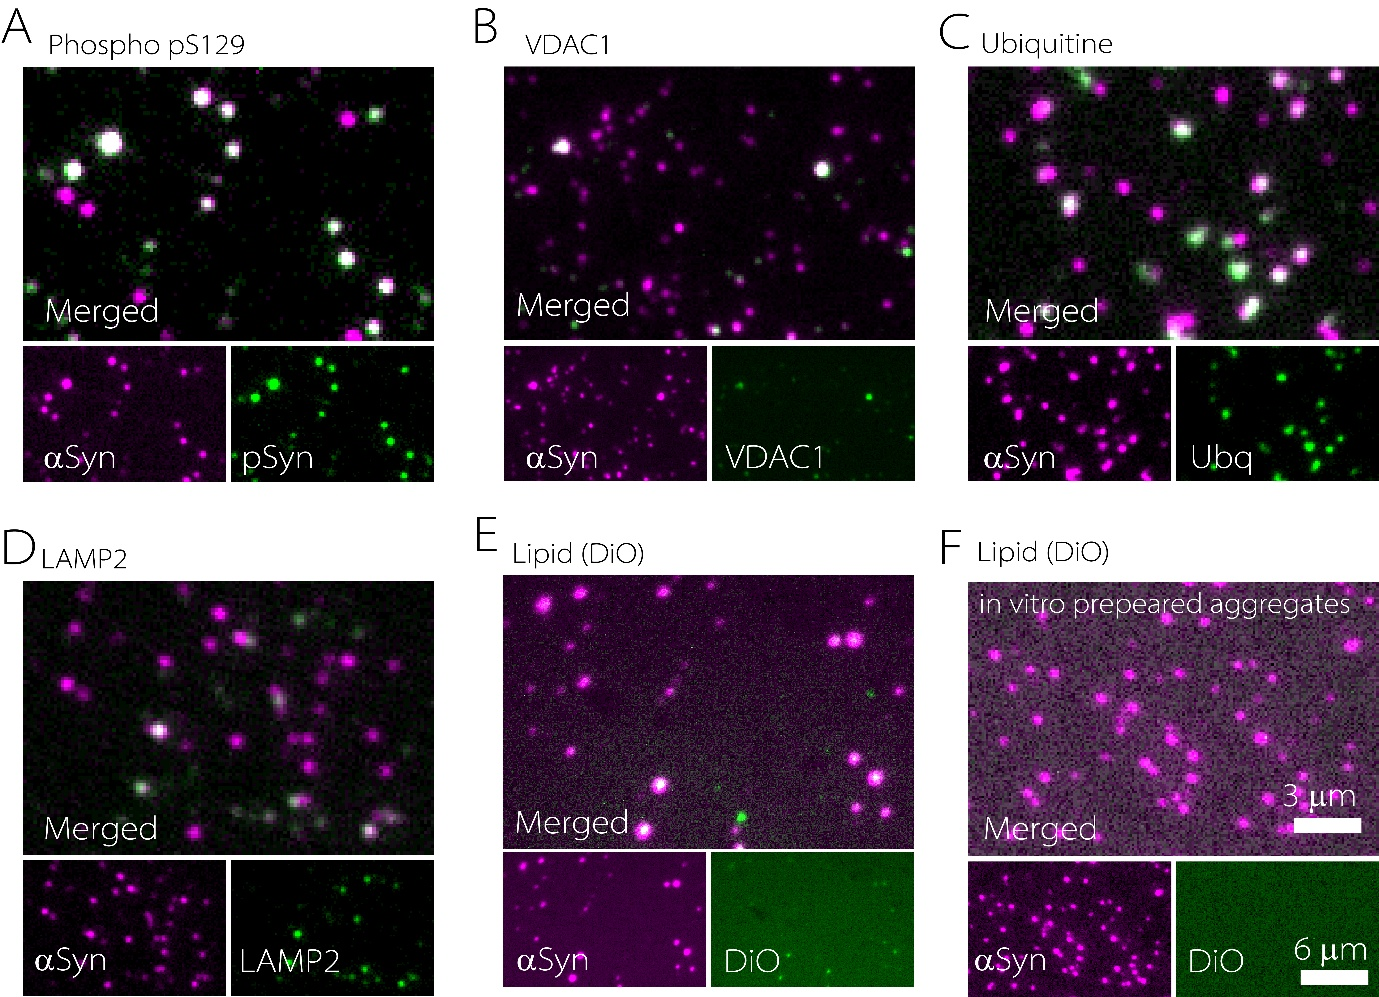 A Phospho pS129
Merged
αSyn
pSyn
B VDAC1
Merged
αSyn
VDAC1
C Ubiquitine
Merged
αSyn
Ubq
D LAMP2
Merged
αSyn
LAMP2
E Lipid (DiO)
Merged
αSyn
DiO
F Lipid (DiO)
in vitro prepeared aggregates
3 μm
Merged
αSyn
DiO
6 μm